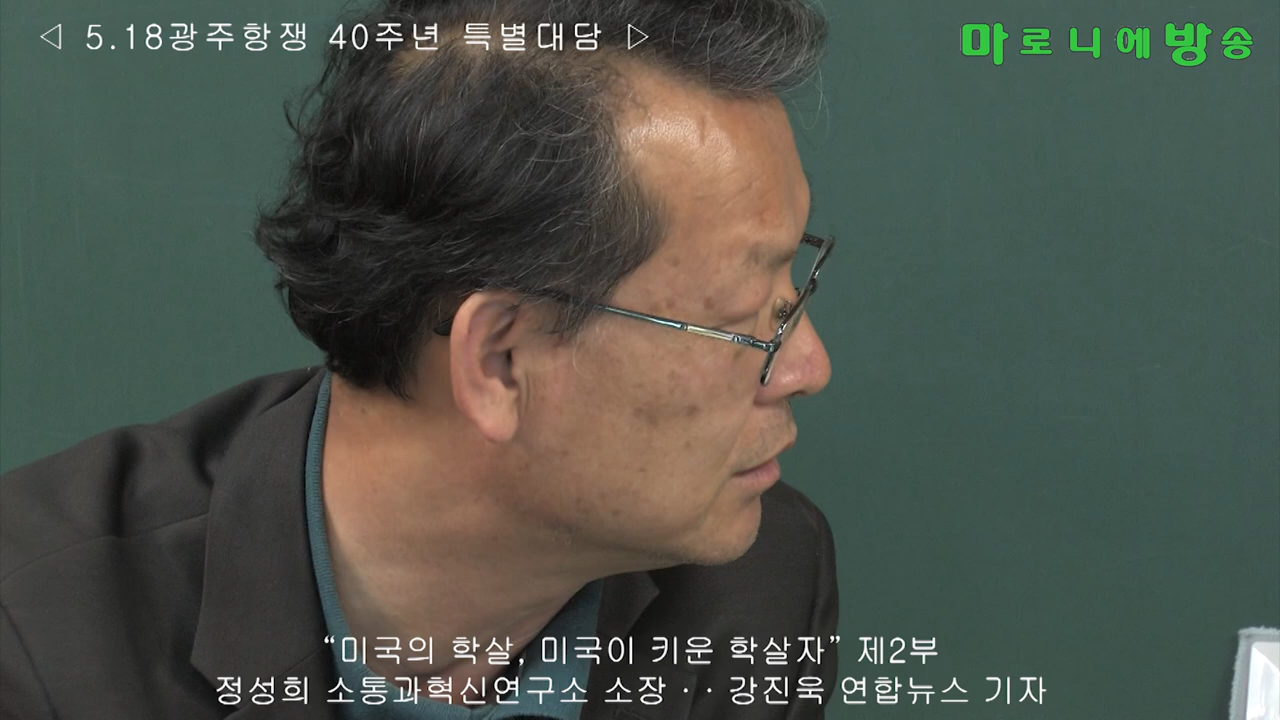 ◁ 5.18광주항쟁 40주년 특별대담 ▷
마로니에방송
“미국의 학살, 미국이 키운 학살자” 제2부
정성희 소통과혁신연구소 소장 ·· 강진욱 연합뉴스 기자